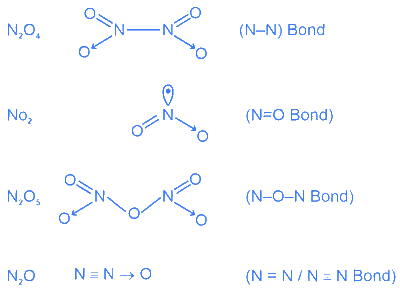 O O
N₂O₄ N N (N–N) Bond
O O
No₂ N (N=O Bond)
O O
O O
N₂O₅ N N (N–O–N Bond)
O O O
N₂O N ≡ N → O (N = N / N ≡ N Bond)